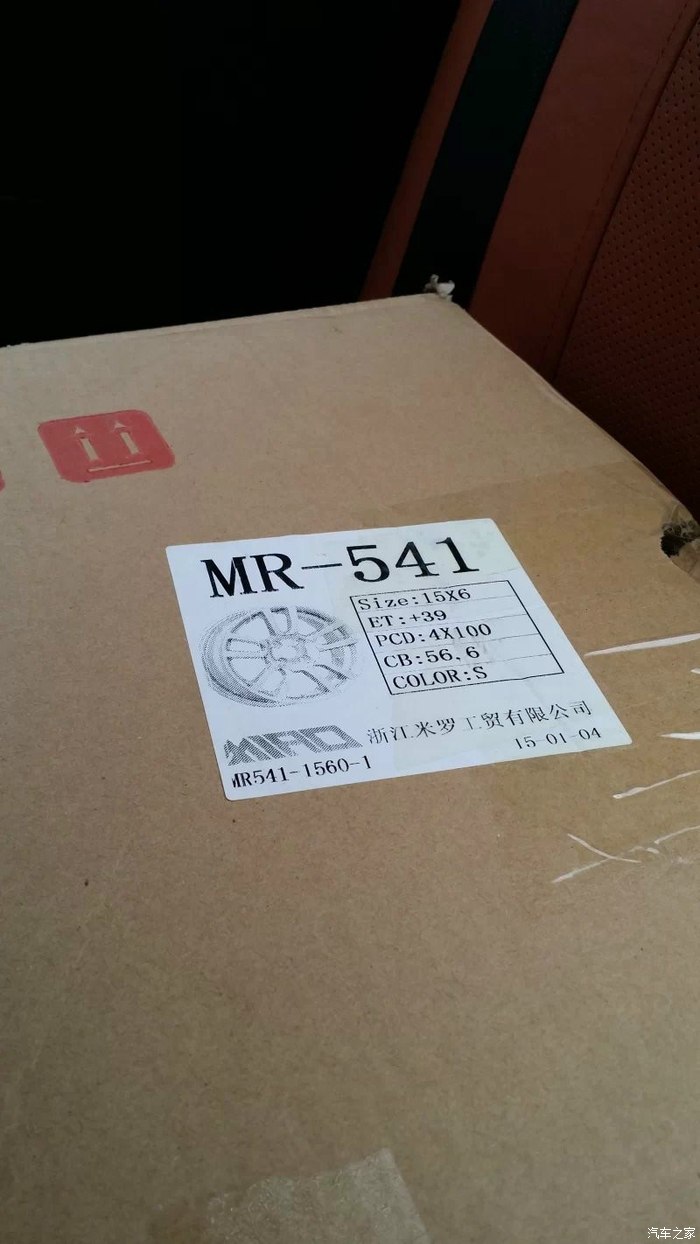 MR-541
Size:15X6
ET:+39
PCD:4X100
CB:56.6
COLOR:S
MIRO
浙江米罗工贸有限公司
MR541-1560-1
15-01-04
汽车之家